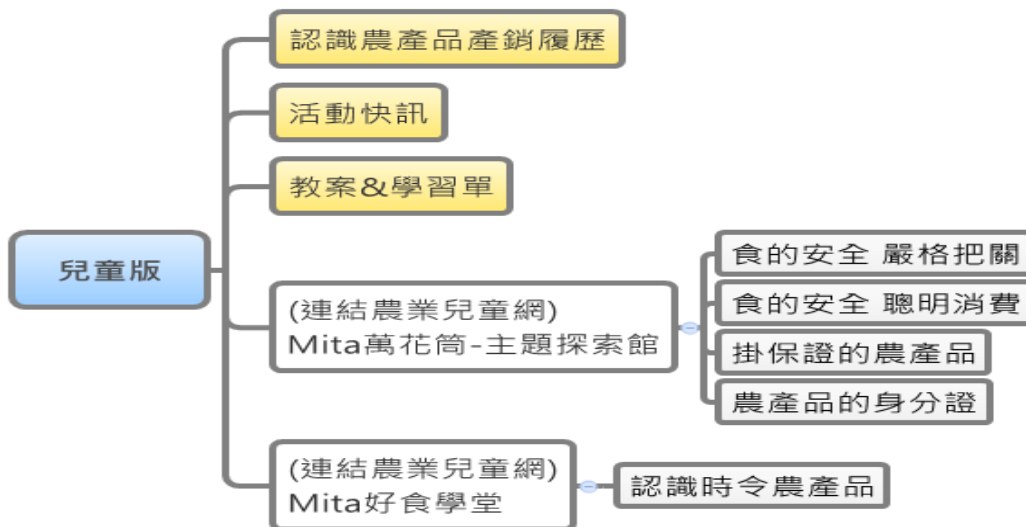 兒童版
認識農產品產銷履歷
活動快訊
教案&學習單
(連結農業兒童網)
Mita萬花筒-主題探索館
食的安全 嚴格把關
食的安全 聰明消費
掛保證的農產品
農產品的身分證
(連結農業兒童網)
Mita好食學堂
認識時令農產品